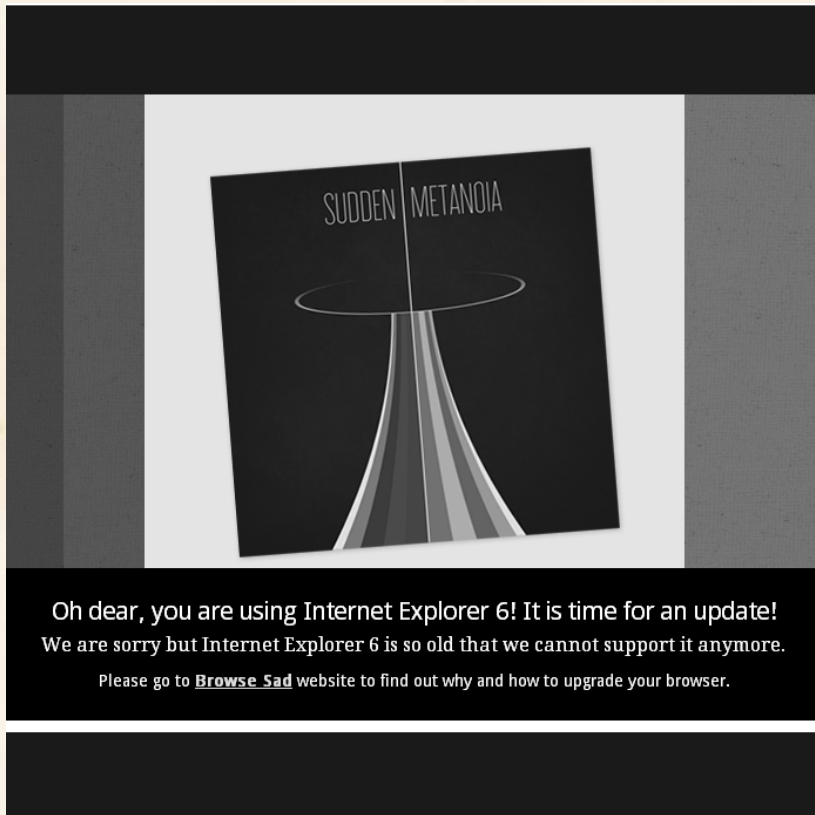 SUDDEN METANOIA
Oh dear, you are using Internet Explorer 6! It is time for an update!
We are sorry but Internet Explorer 6 is so old that we cannot support it anymore.
Please go to Browse Sad website to find out why and how to upgrade your browser.